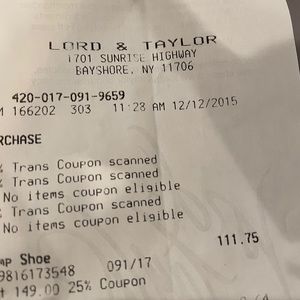 LORD & TAYLOR
1701 SUNRISE HIGHWAY
BAYSHORE, NY 11706
420-017-091-9659
166202 303 11:28 AM 12/12/2015
RCHASE
% Trans Coupon scanned
% Trans Coupon scanned
No items coupon eligible
% Trans Coupon scanned
No items coupon eligible
111.75
mp Shoe
9816173548 091/17
149.00 25% Coupon